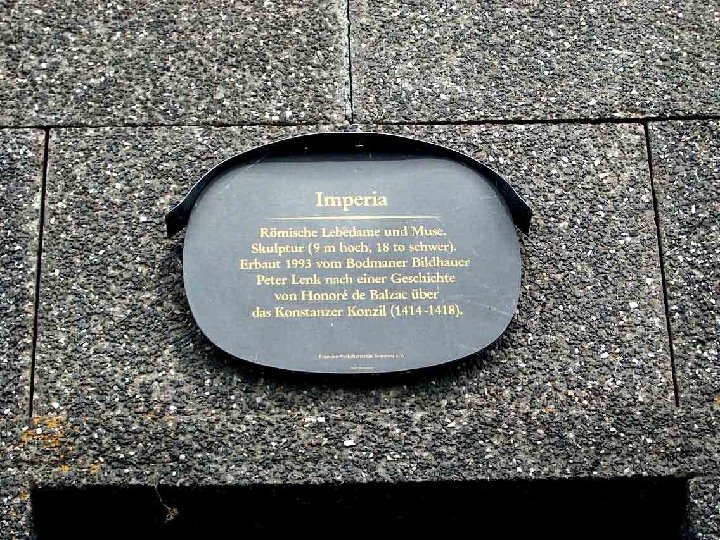 Imperia
Römische Lebedame und Muse.
Skulptur (9 m hoch, 18 to schwer).
Erbaut 1993 vom Bodmaner Bildhauer
Peter Lenk nach einer Geschichte
von Honoré de Balzac über
das Konstanzer Konzil (1414-1418).